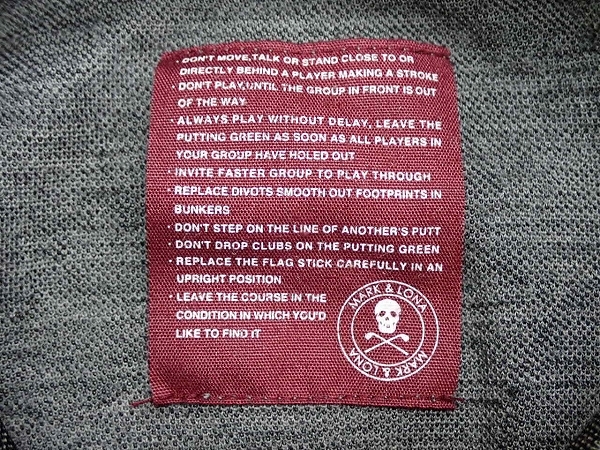 · DON'T MOVE,TALK OR STAND CLOSE TO OR
DIRECTLY BEHIND A PLAYER MAKING A STROKE
· DON'T PLAY,UNTIL THE GROUP IN FRONT IS OUT
OF THE WAY
· ALWAYS PLAY WITHOUT DELAY, LEAVE THE
PUTTING GREEN AS SOON AS ALL PLAYERS IN
YOUR GROUP HAVE HOLED OUT
· INVITE FASTER GROUP TO PLAY THROUGH
· REPLACE DIVOTS SMOOTH OUT FOOTPRINTS IN
BUNKERS
· DON'T STEP ON THE LINE OF ANOTHER'S PUTT
· DON'T DROP CLUBS ON THE PUTTING GREEN
· REPLACE THE FLAG STICK CAREFULLY IN AN
UPRIGHT POSITION
· LEAVE THE COURSE IN THE
CONDITION IN WHICH YOU'D
LIKE TO FIND IT
MARK & LONA
MARK & LONA